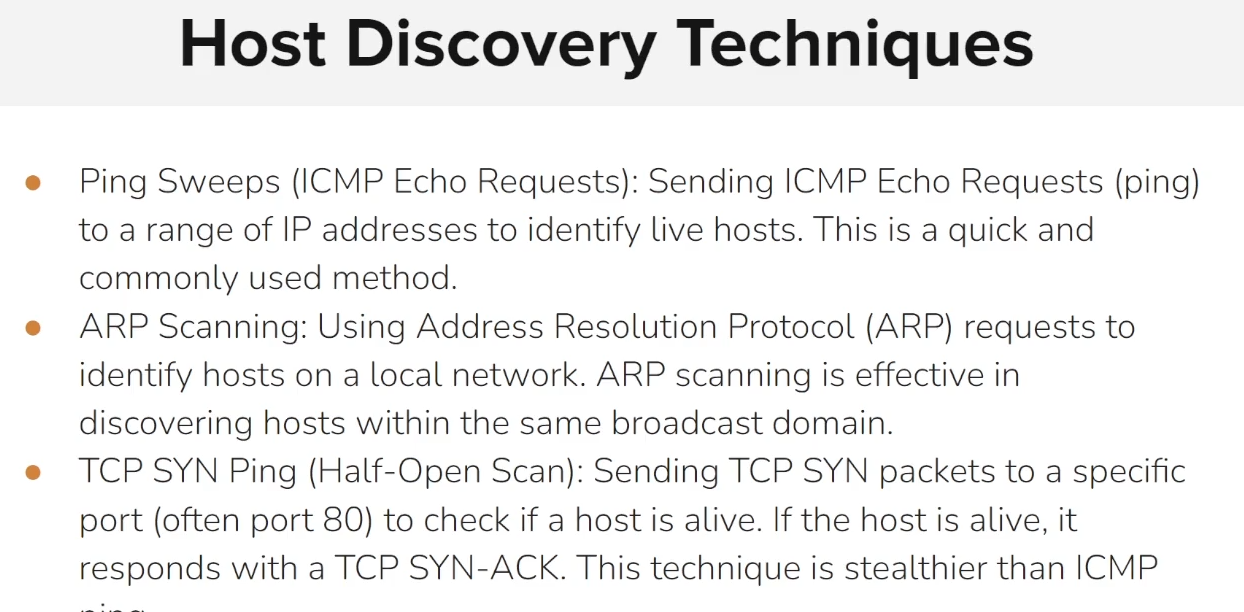 Host Discovery Techniques
Ping Sweeps (ICMP Echo Requests): Sending ICMP Echo Requests (ping)
to a range of IP addresses to identify live hosts. This is a quick and
commonly used method.
ARP Scanning: Using Address Resolution Protocol (ARP) requests to
identify hosts on a local network. ARP scanning is effective in
discovering hosts within the same broadcast domain.
TCP SYN Ping (Half-Open Scan): Sending TCP SYN packets to a specific
port (often port 80) to check if a host is alive. If the host is alive, it
responds with a TCP SYN-ACK. This technique is stealthier than ICMP